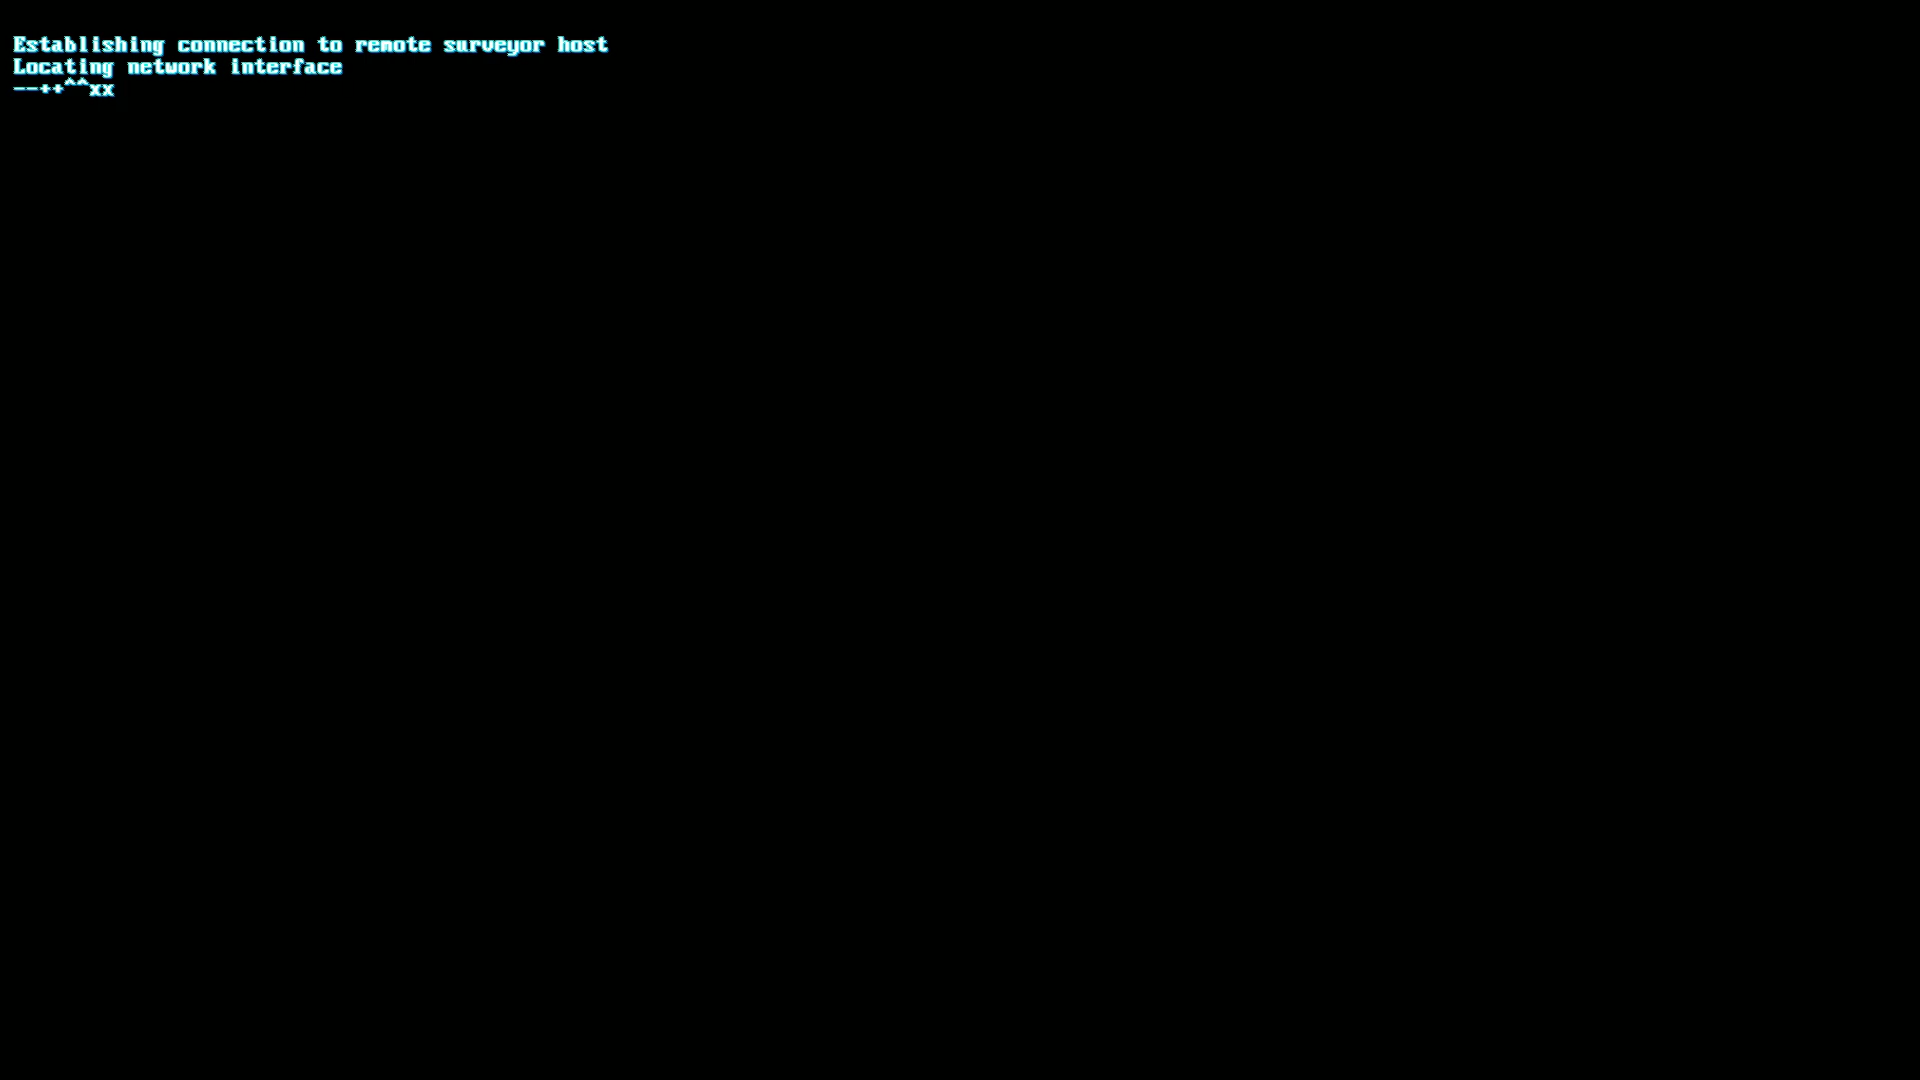 Establishing connection to remote surveyor host
Locating network interface
--++^^xx